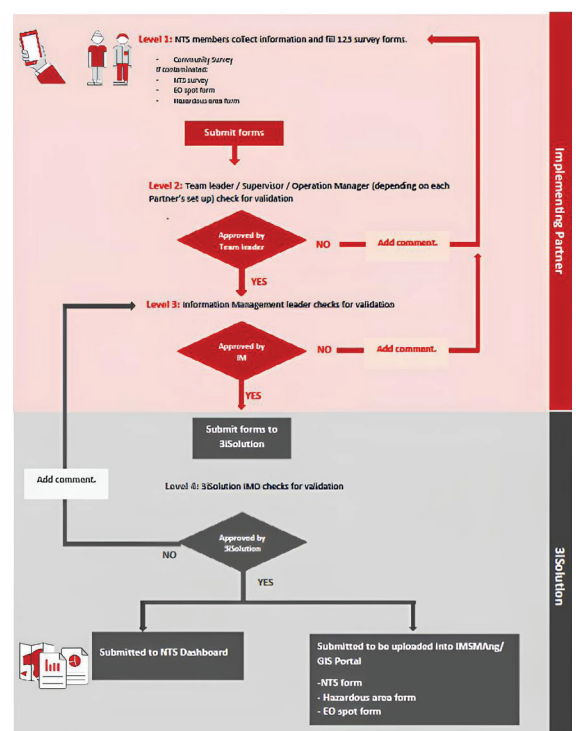 Level 1: NTS members collect information and fill 123 survey forms.
- Community Survey
If contaminated:
- NTS survey
- EO spot form
- Hazardous area form
Submit forms
Level 2: Team leader / Supervisor / Operation Manager (depending on each
Partner's set up) check for validation
-
Approved by
Team leader
NO
Add comment.
YES
Level 3: Information Management leader checks for validation
Approved by
IM
NO
Add comment.
YES
Implementing Partner
Submit forms to
3iSolution
Add comment.
Level 4: 3iSolution IMO checks for validation
Approved by
3iSolution
NO
YES
Submitted to NTS Dashboard
Submitted to be uploaded into IMSMAng/
GIS Portal
-NTS form
- Hazardous area form
- EO spot form
3iSolution